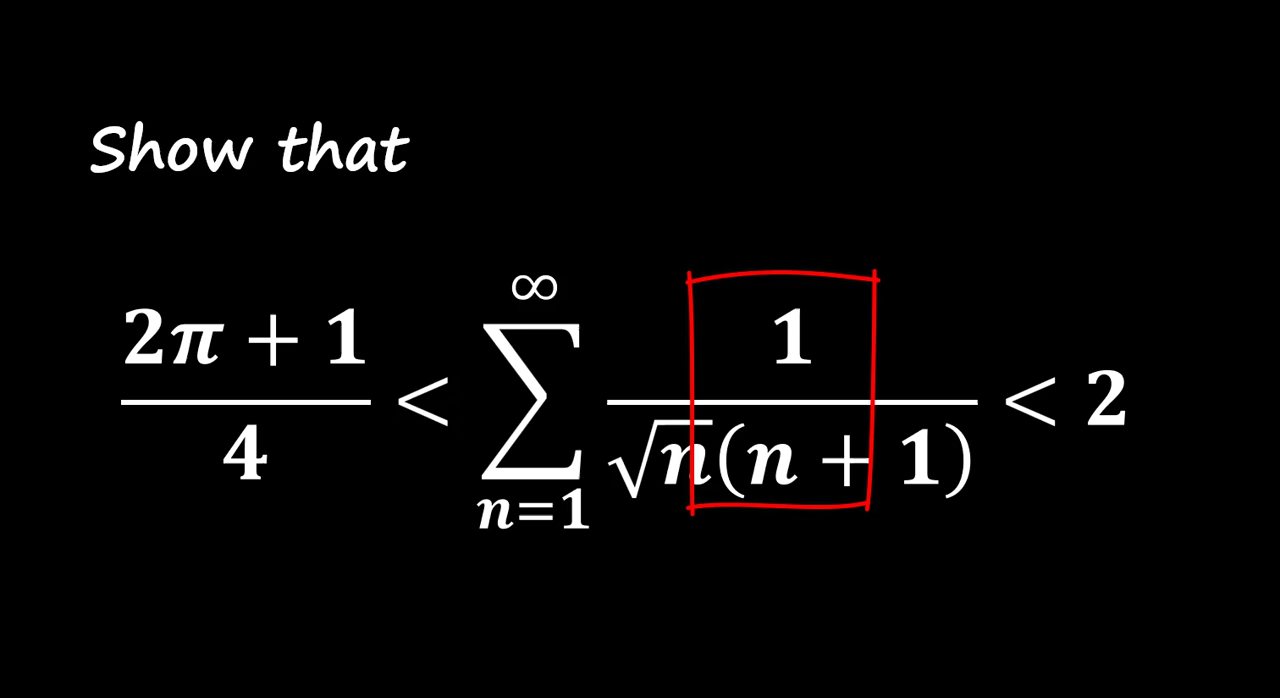 Show that
(2π + 1)/4 < ∑_{n=1}^{∞} 1/(√n(n + 1)) < 2